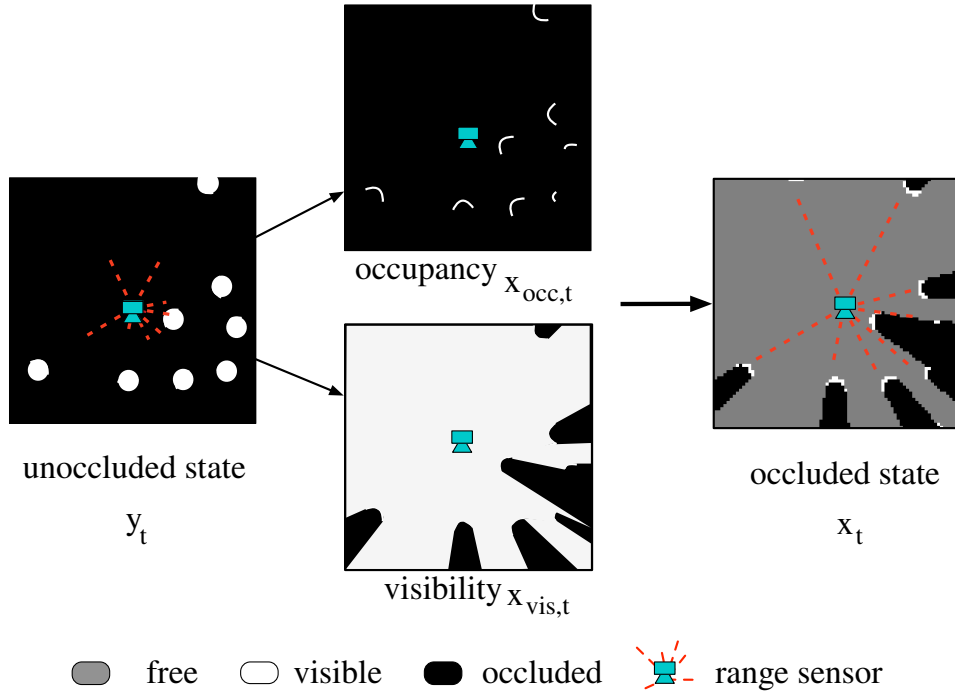 occupancy x_occ,t
unoccluded state
y_t
occluded state
x_t
visibility x_vis,t
free visible occluded range sensor